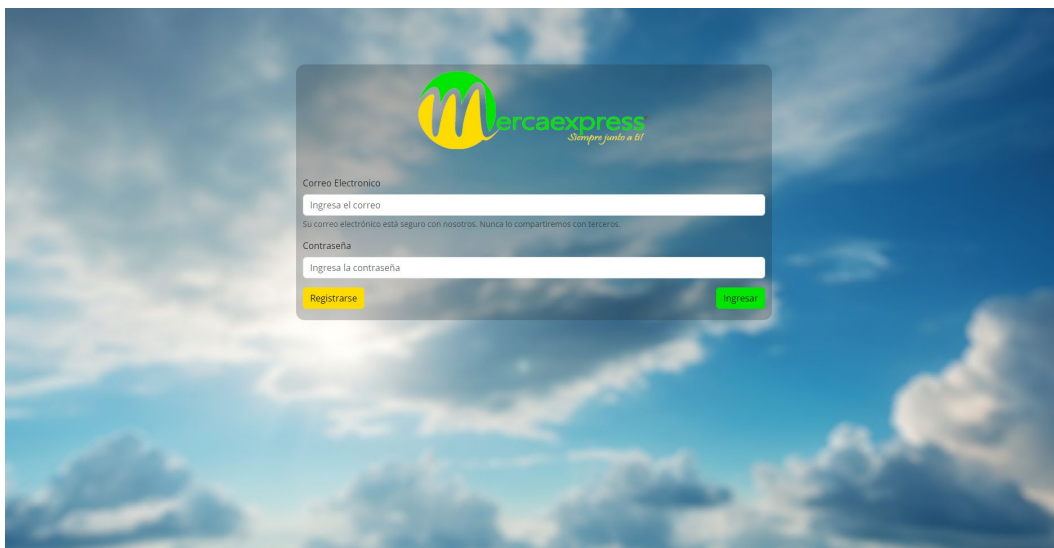 Mercaexpress
Siempre junto a ti!
Correo Electronico
Ingresa el correo
Su correo electrónico está seguro con nosotros. Nunca lo compartiremos con terceros.
Contraseña
Ingresa la contraseña
Registrarse
Ingresar